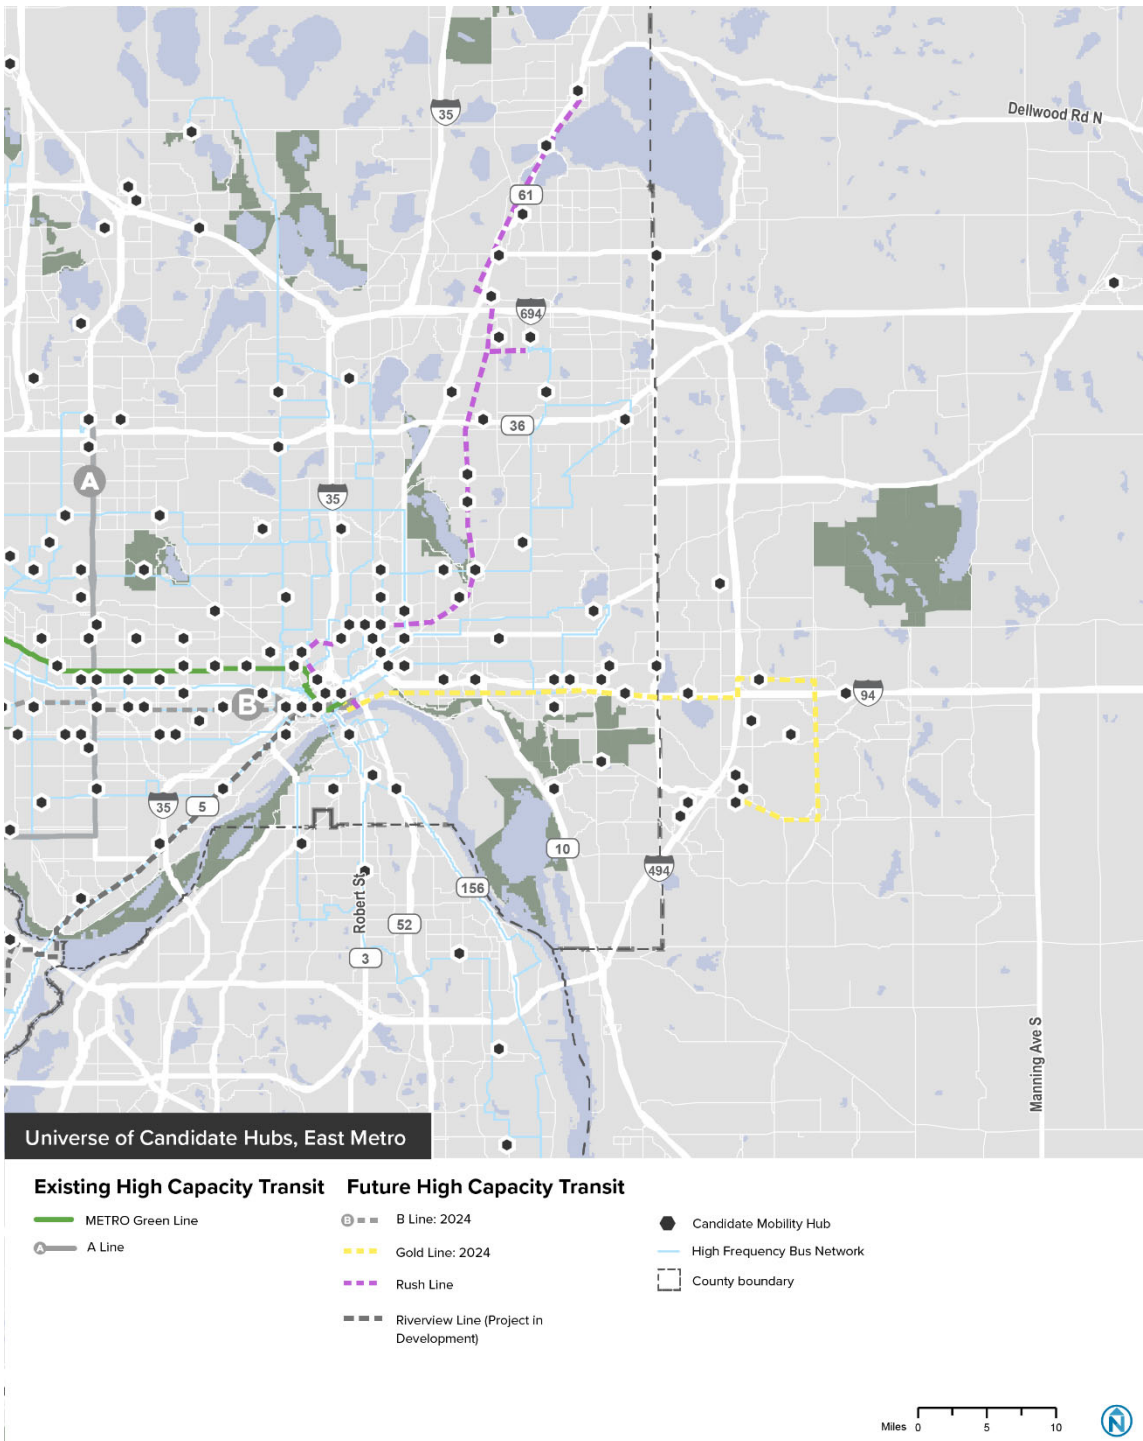 35
Dellwood Rd N
61
694
36
A
35
B
94
35
5
10
494
Robert St
156
52
3
Manning Ave S
Universe of Candidate Hubs, East Metro
Existing High Capacity Transit
METRO Green Line
A
A Line
Future High Capacity Transit
B
B Line: 2024
Gold Line: 2024
Rush Line
Riverview Line (Project in
Development)
Candidate Mobility Hub
High Frequency Bus Network
County boundary
Miles 0 5 10